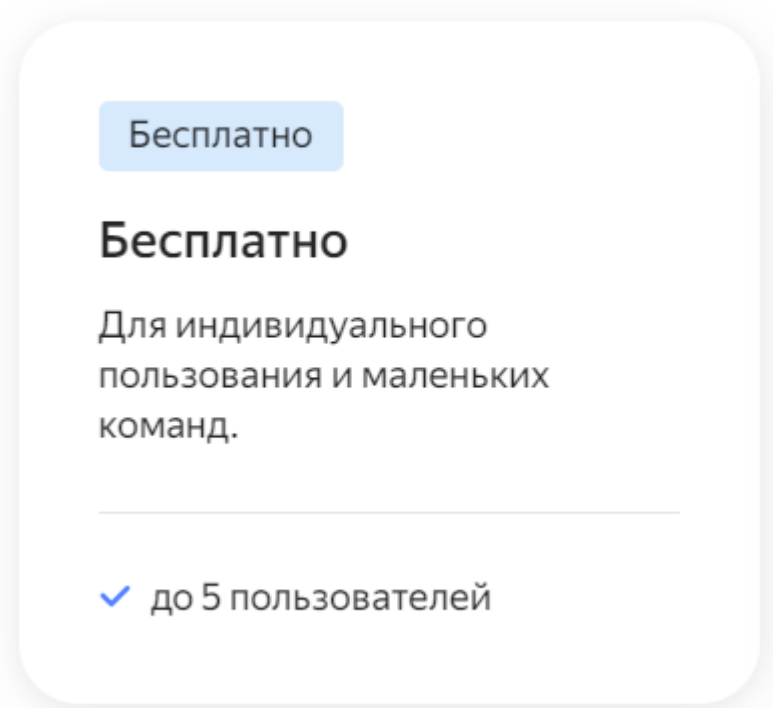 Бесплатно
Бесплатно
Для индивидуального
пользования и маленьких
команд.
до 5 пользователей